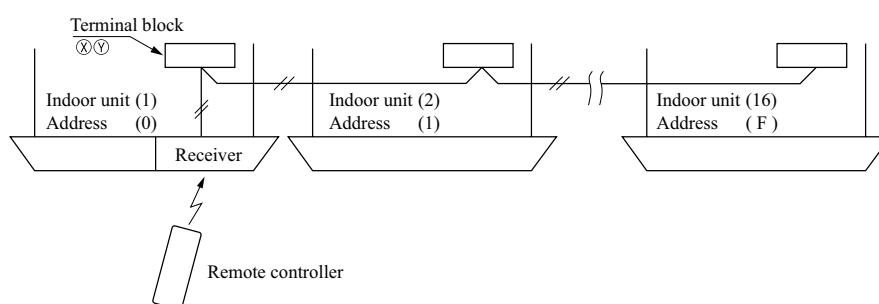 Terminal block
ⓍⓎ
Indoor unit (1)
Address (0)
Indoor unit (2)
Address (1)
Indoor unit (16)
Address ( F )
Receiver
Remote controller